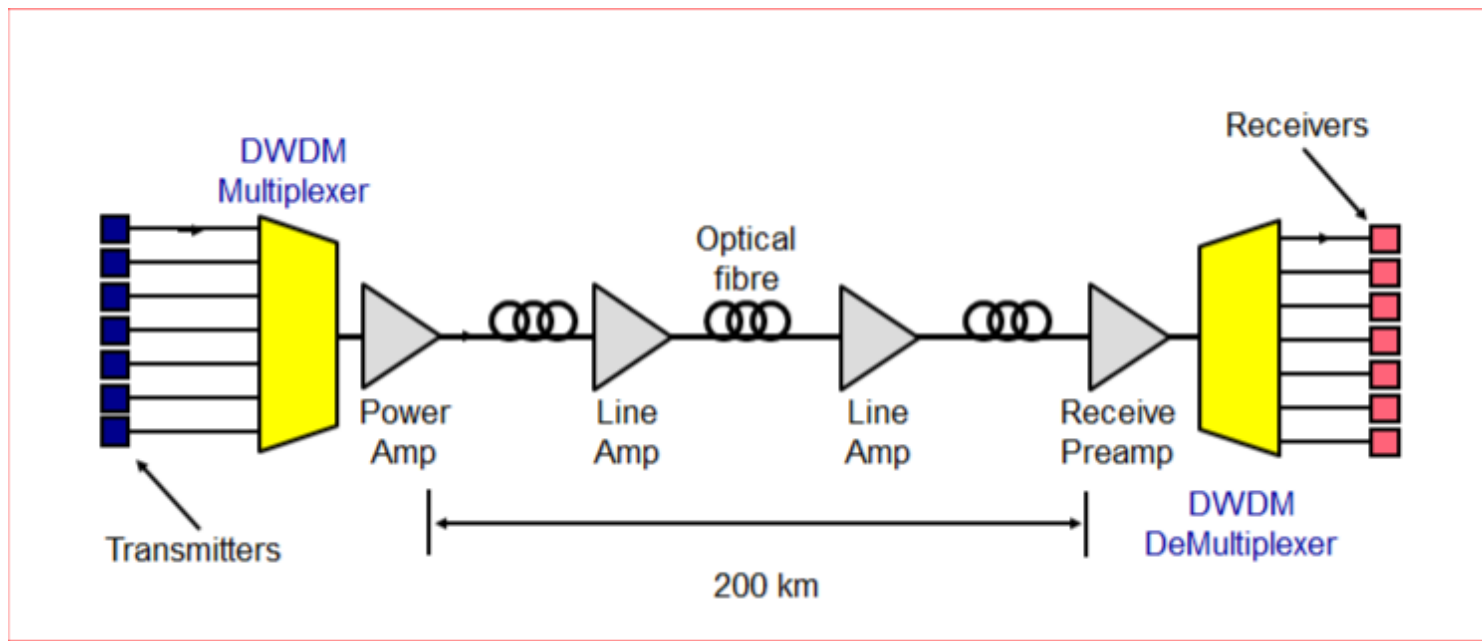 Receivers
DWDM
Multiplexer
Optical
fibre
Power
Amp
Line
Amp
Line
Amp
Receive
Preamp
DWDM
DeMultiplexer
Transmitters
200 km